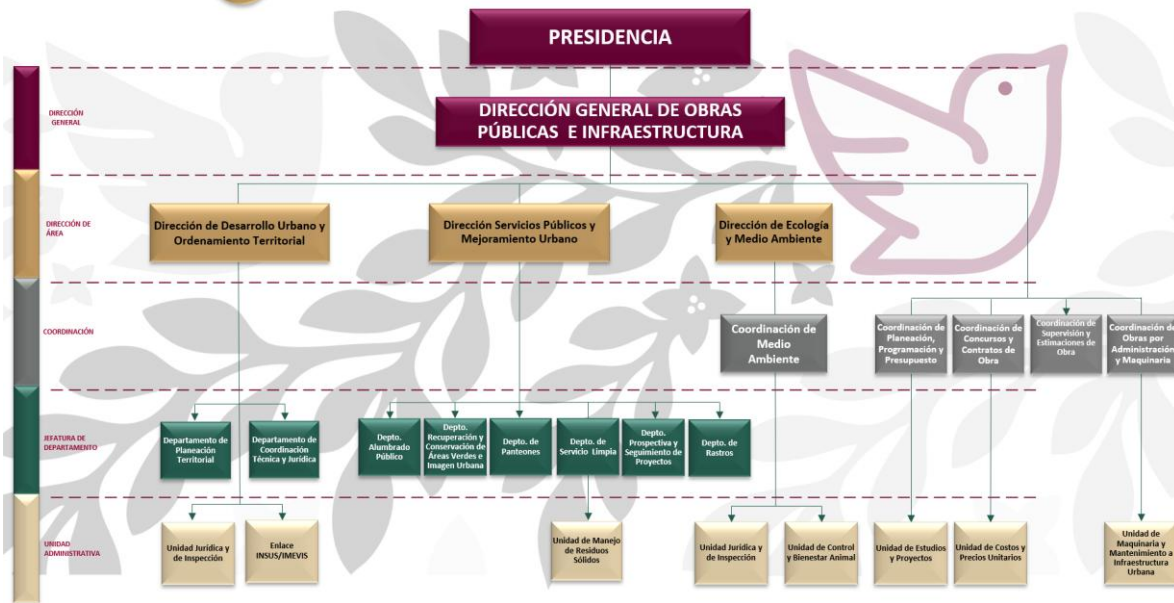 PRESIDENCIA
DIRECCIÓN
GENERAL
DIRECCIÓN GENERAL DE OBRAS
PÚBLICAS E INFRAESTRUCTURA
DIRECCIÓN DE
ÁREA
Dirección de Desarrollo Urbano y
Ordenamiento Territorial
Dirección Servicios Públicos y
Mejoramiento Urbano
Dirección de Ecología
y Medio Ambiente
COORDINACIÓN
Coordinación de
Medio
Ambiente
Coordinación de
Planeación,
Programación y
Presupuesto
Coordinación de
Concursos y
Contratos de
Obra
Coordinación de
Supervisión y
Estimaciones de
Obra
Coordinación de
Obras por
Administración
y Maquinaria
JEFATURA DE
DEPARTAMENTO
Departamento de
Planeación
Territorial
Departamento de
Coordinación
Técnica y Jurídica
Depto.
Alumbrado
Público
Depto.
Recuperación y
Conservación de
Áreas Verdes e
Imagen Urbana
Depto. de
Panteones
Depto. de
Servicio Limpia
Depto.
Prospectiva y
Seguimiento de
Proyectos
Depto. de
Rastros
UNIDAD
ADMINISTRATIVA
Unidad Jurídica y
de Inspección
Enlace
INSUS/IMEVIS
Unidad de Manejo
de Residuos
Sólidos
Unidad Jurídica y
de Inspección
Unidad de Control
y Bienestar Animal
Unidad de Estudios
y Proyectos
Unidad de Costos y
Precios Unitarios
Unidad de
Maquinaria y
Mantenimiento a
Infraestructura
Urbana